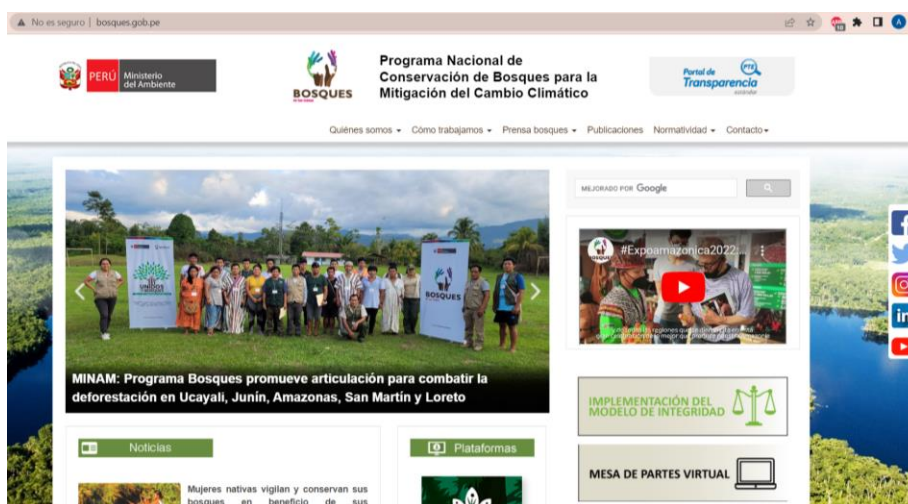 No es seguro | bosques.gob.pe
PERÚ
Ministerio
del Ambiente
BOSQUES
Programa Nacional de
Conservación de Bosques para la
Mitigación del Cambio Climático
Portal de
Transparencia
PTE
estándar
Quiénes somos
Cómo trabajamos
Prensa bosques
Publicaciones
Normatividad
Contacto
UNIDOS
BOSQUES
MINAM: Programa Bosques promueve articulación para combatir la
deforestación en Ucayali, Junín, Amazonas, San Martín y Loreto
MEJORADO POR Google
#Expoamazonica2022:...
IMPLEMENTACIÓN DEL
MODELO DE INTEGRIDAD
MESA DE PARTES VIRTUAL
Noticias
Plataformas
Mujeres nativas vigilan y conservan sus
bosques en beneficio de sus